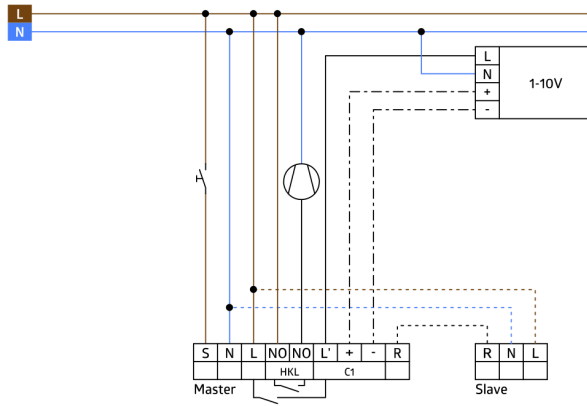 L
N
L
N
+
-
1-10V
S N L NO NO L' + - R
HKL C1
Master
R N L
Slave